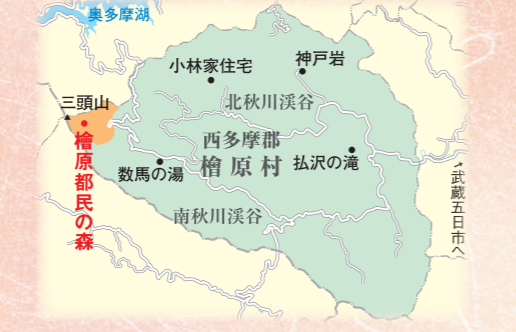 奥多摩湖
神戸岩
小林家住宅
三頭山
北秋川渓谷
西多摩郡
檜原村
払沢の滝
数馬の湯
檜原都民の森
南秋川渓谷
武蔵五日市へ